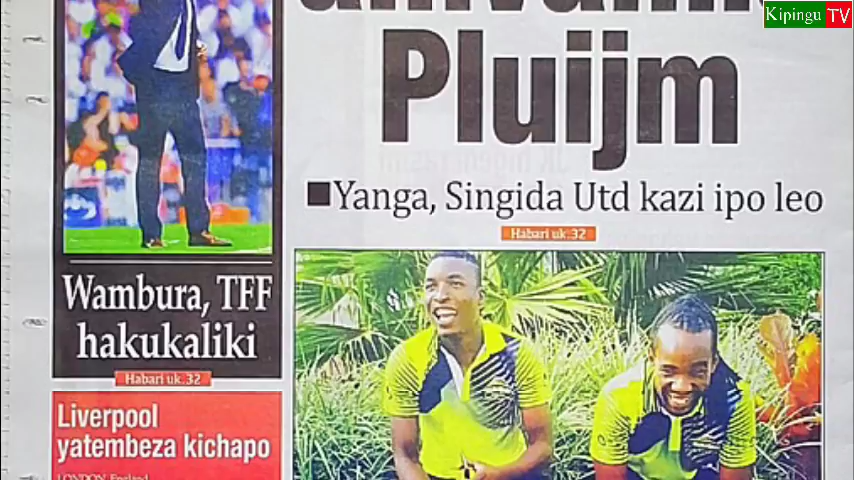 Kipingu TV
Pluijm
■Yanga, Singida Utd kazi ipo leo
Habari uk.32
Wambura, TFF
hakukaliki
Habari uk.32
Liverpool
yatembeza kichapo
LONDON, England